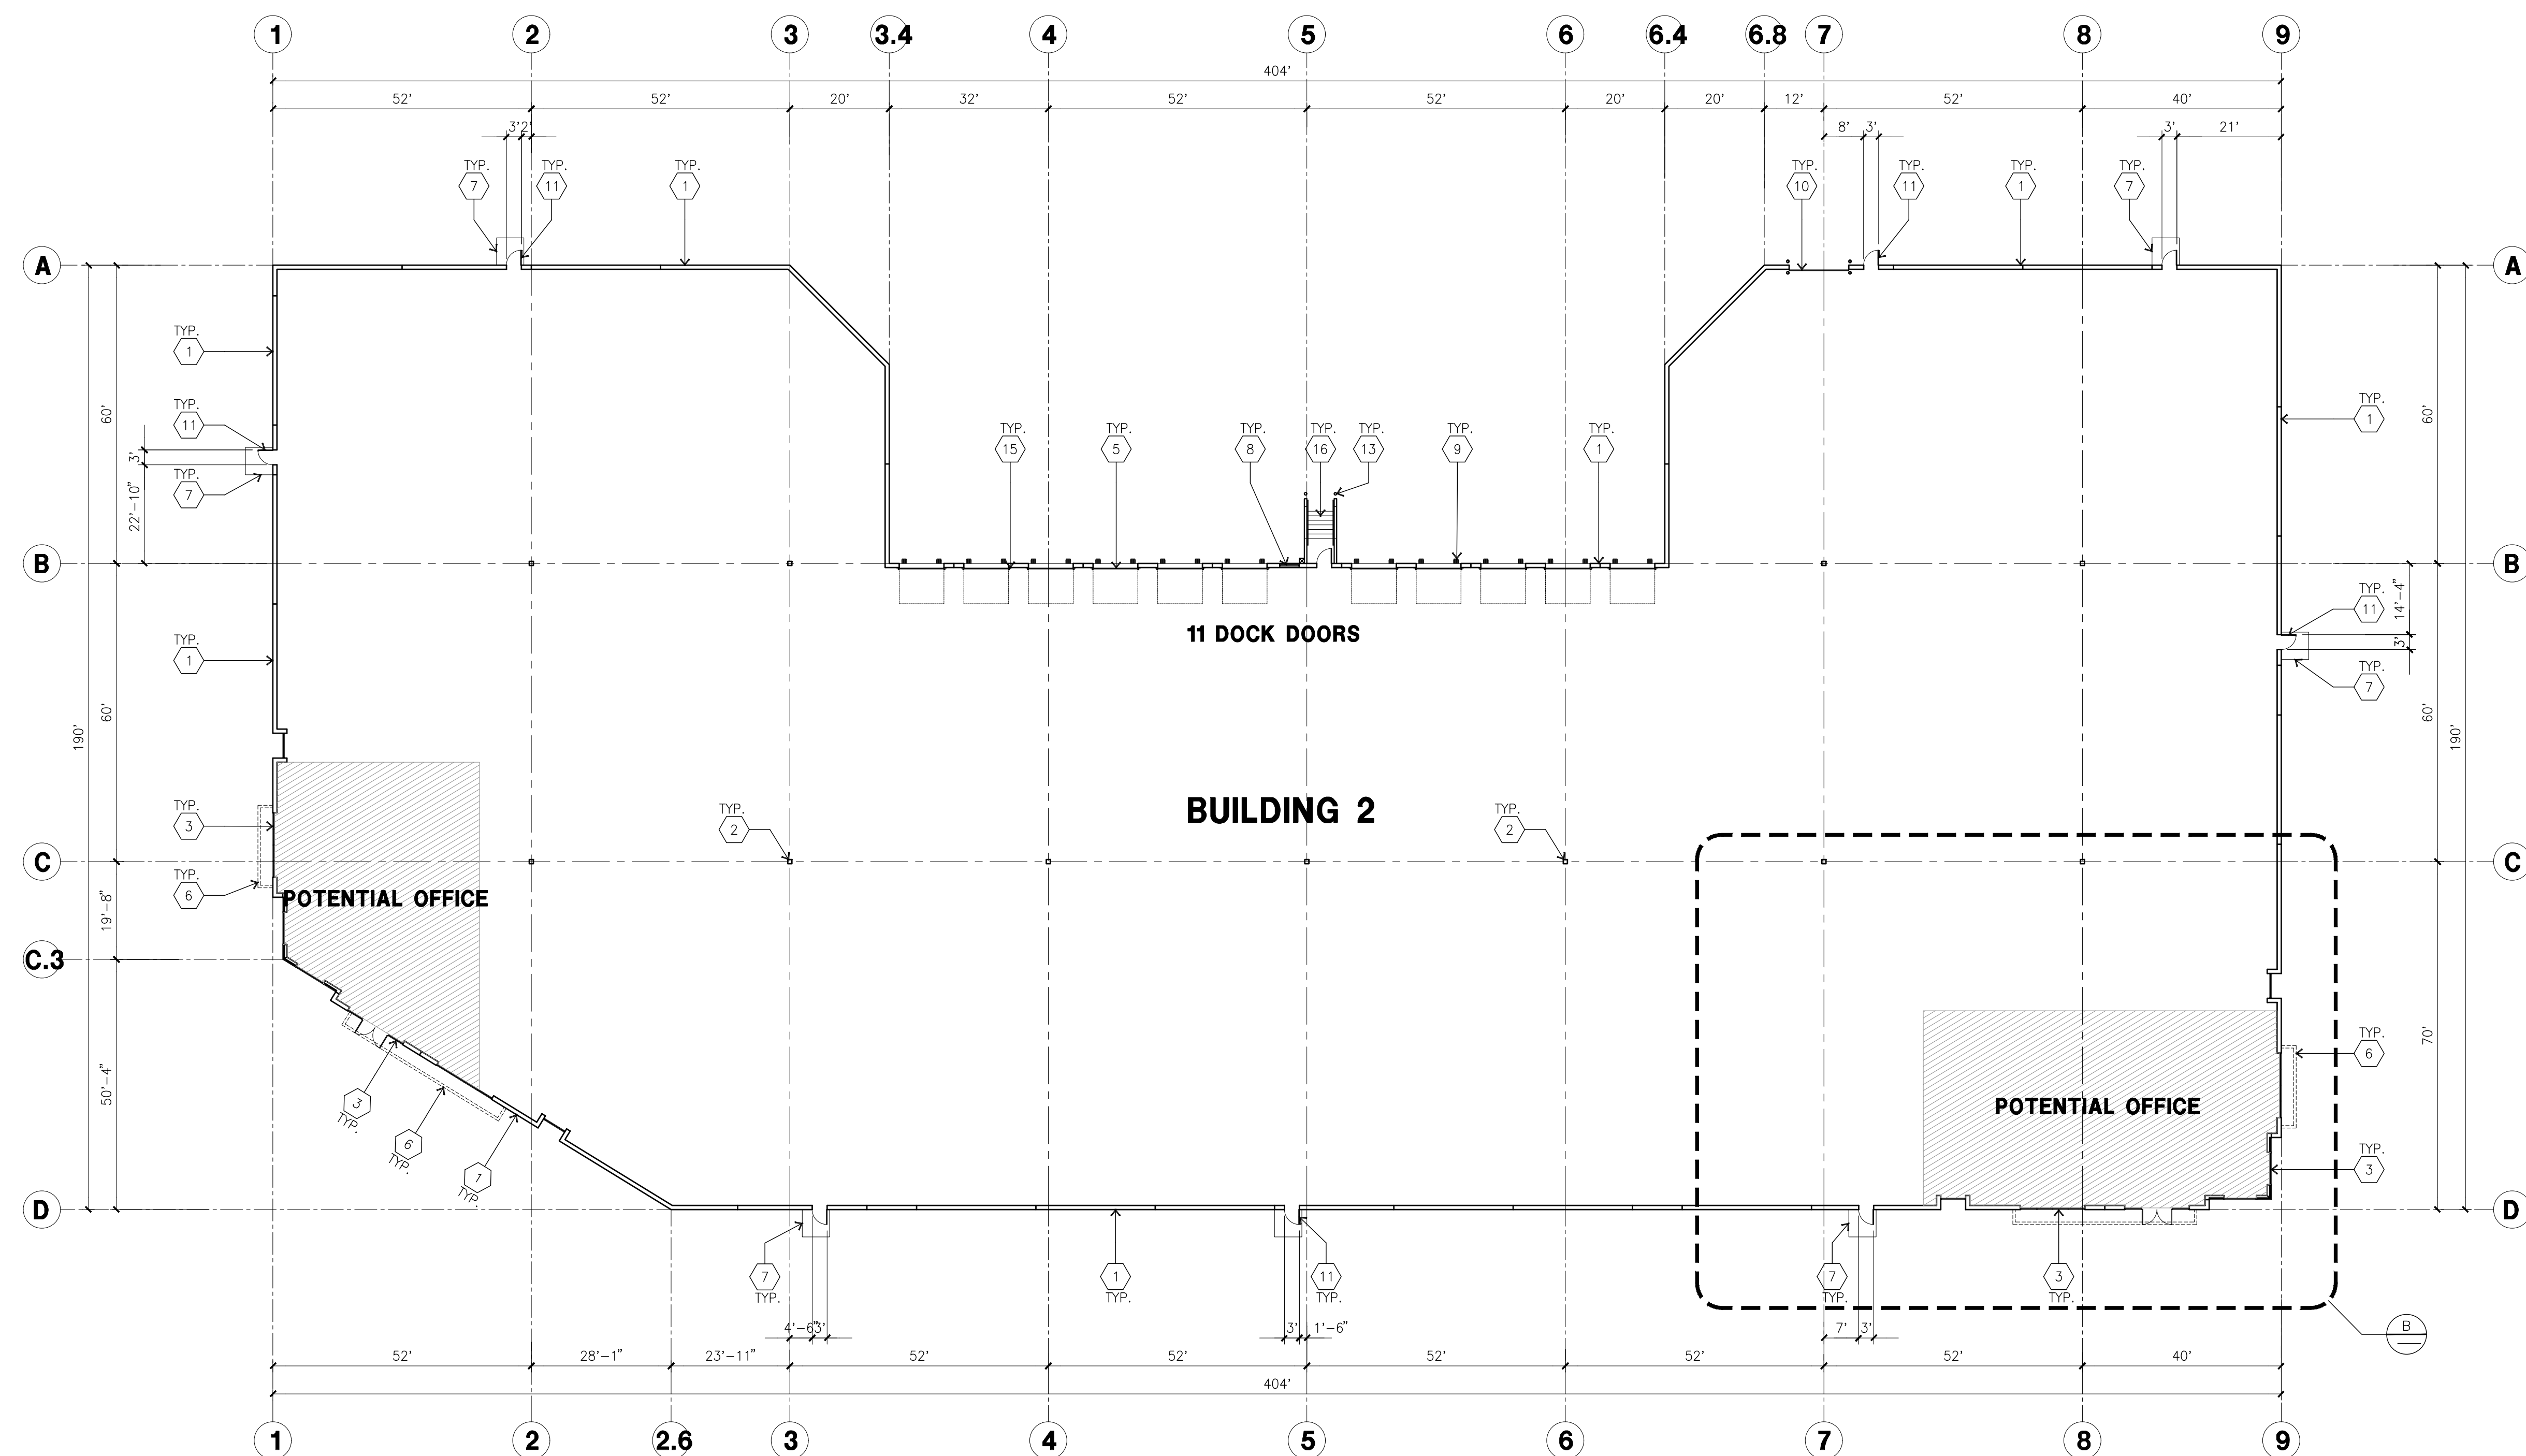 1 2 3 3.4 4 5 6 6.4 6.8 7 8 9
404'
52' 52' 20' 32' 52' 52' 20' 20' 12' 52' 40'
3' 2' 8' 3' 3' 21'
TYP. TYP. TYP. TYP. TYP. TYP. TYP.
7 11 1 10 11 1 7
A A
TYP.
1
60' 60'
TYP.
11
TYP.
1
3'
TYP.
7
22'-10"
TYP. TYP. TYP. TYP. TYP. TYP. TYP.
15 5 8 16 13 9 1
B B
TYP.
11
14'-4"
3'
11 DOCK DOORS
TYP.
1
TYP.
7
60' 60'
190' 190'
BUILDING 2
TYP.
3
TYP. TYP.
2 2
C C
TYP.
6
POTENTIAL OFFICE
19'-8"
C.3
50'-4"
70'
TYP.
6
3
TYP.
6
TYP.
1
TYP.
POTENTIAL OFFICE
TYP.
3
D D
7 1 11 7 3
TYP. TYP. TYP. TYP. TYP.
4'-6" 3' 3' 1'-6" 7' 3'
B
52' 28'-1" 23'-11" 52' 52' 52' 52' 52' 40'
404'
1 2 2.6 3 4 5 6 7 8 9